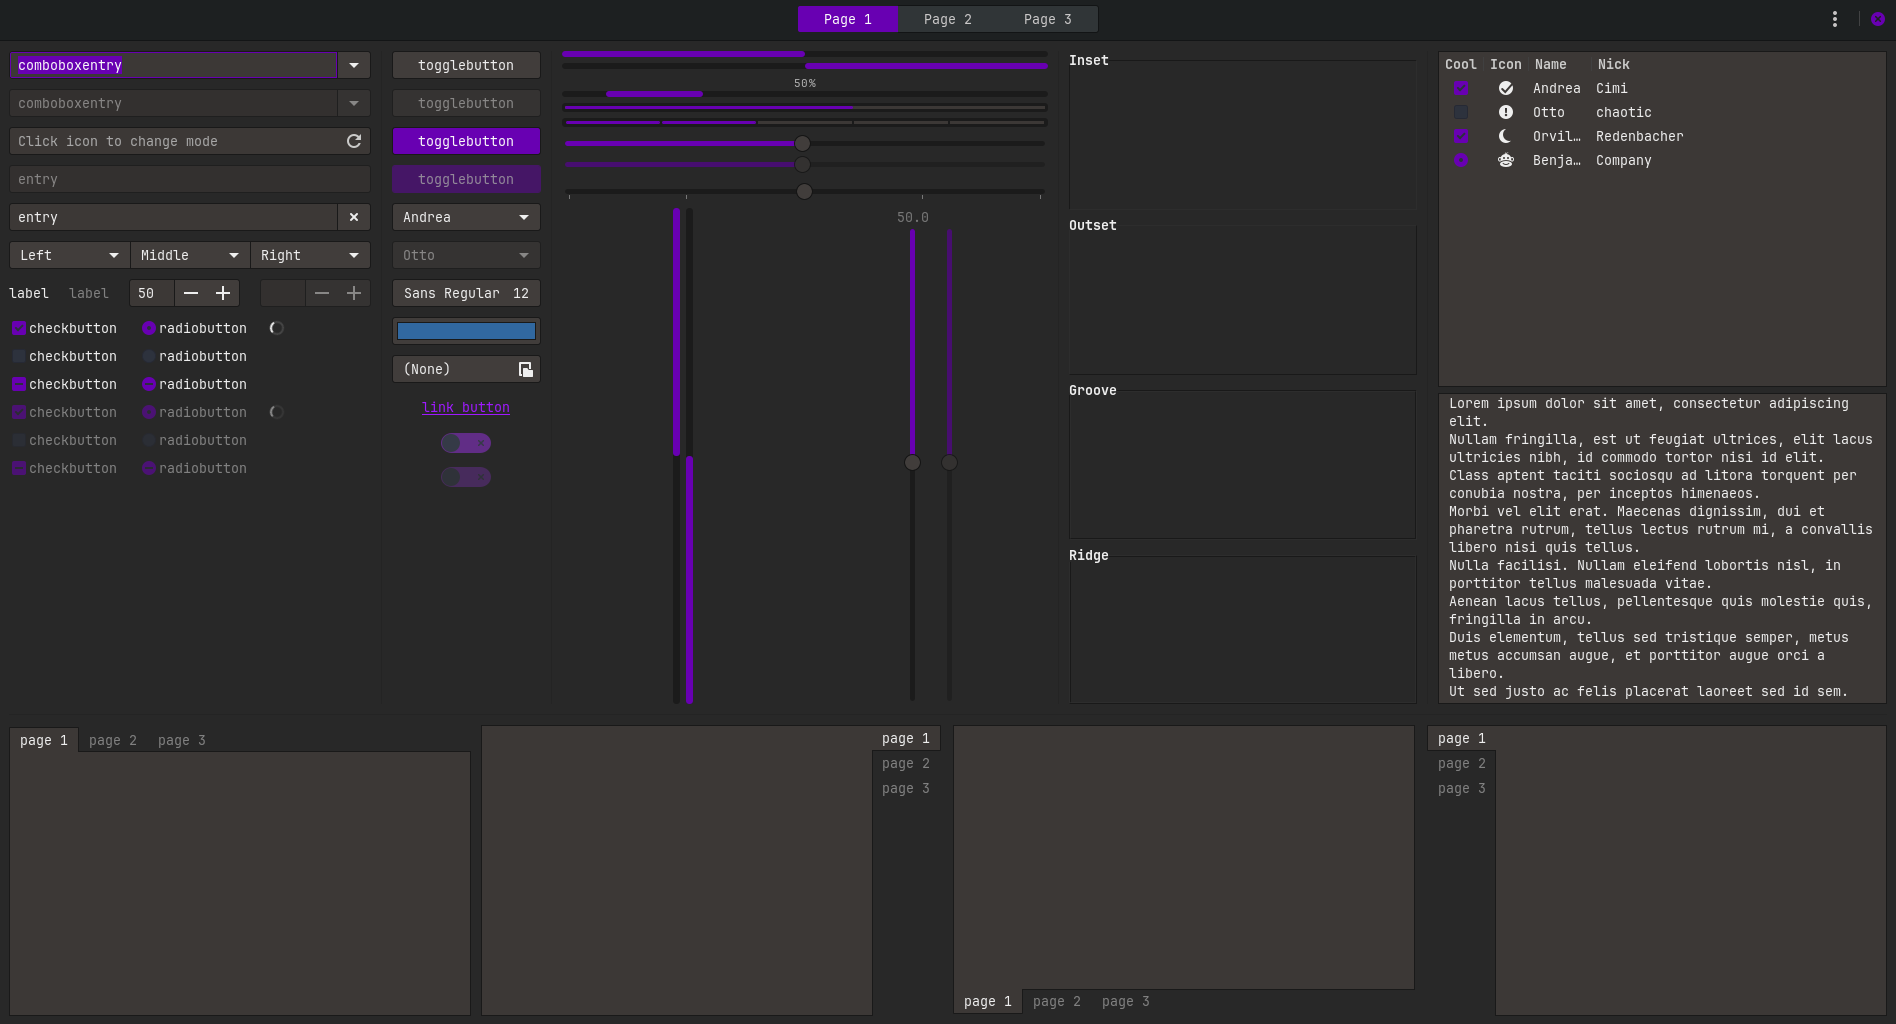 Page 1 Page 2 Page 3
comboboxentry
comboboxentry
Click icon to change mode
entry
entry
Left Middle Right
label label 50
checkbutton radiobutton
checkbutton radiobutton
checkbutton radiobutton
checkbutton radiobutton
checkbutton radiobutton
checkbutton radiobutton
togglebutton
togglebutton
togglebutton
togglebutton
Andrea
Otto
Sans Regular 12
(None)
link button
50%
50.0
Inset
Outset
Groove
Ridge
Cool Icon Name Nick
Andrea Cimi
Otto chaotic
Orvil… Redenbacher
Benja… Company
Lorem ipsum dolor sit amet, consectetur adipiscing
elit.
Nullam fringilla, est ut feugiat ultrices, elit lacus
ultricies nibh, id commodo tortor nisi id elit.
Class aptent taciti sociosqu ad litora torquent per
conubia nostra, per inceptos himenaeos.
Morbi vel elit erat. Maecenas dignissim, dui et
pharetra rutrum, tellus lectus rutrum mi, a convallis
libero nisi quis tellus.
Nulla facilisi. Nullam eleifend lobortis nisl, in
porttitor tellus malesuada vitae.
Aenean lacus tellus, pellentesque quis molestie quis,
fringilla in arcu.
Duis elementum, tellus sed tristique semper, metus
metus accumsan augue, et porttitor augue orci a
libero.
Ut sed justo ac felis placerat laoreet sed id sem.
page 1 page 2 page 3
page 1
page 2
page 3
page 1 page 2 page 3
page 1
page 2
page 3